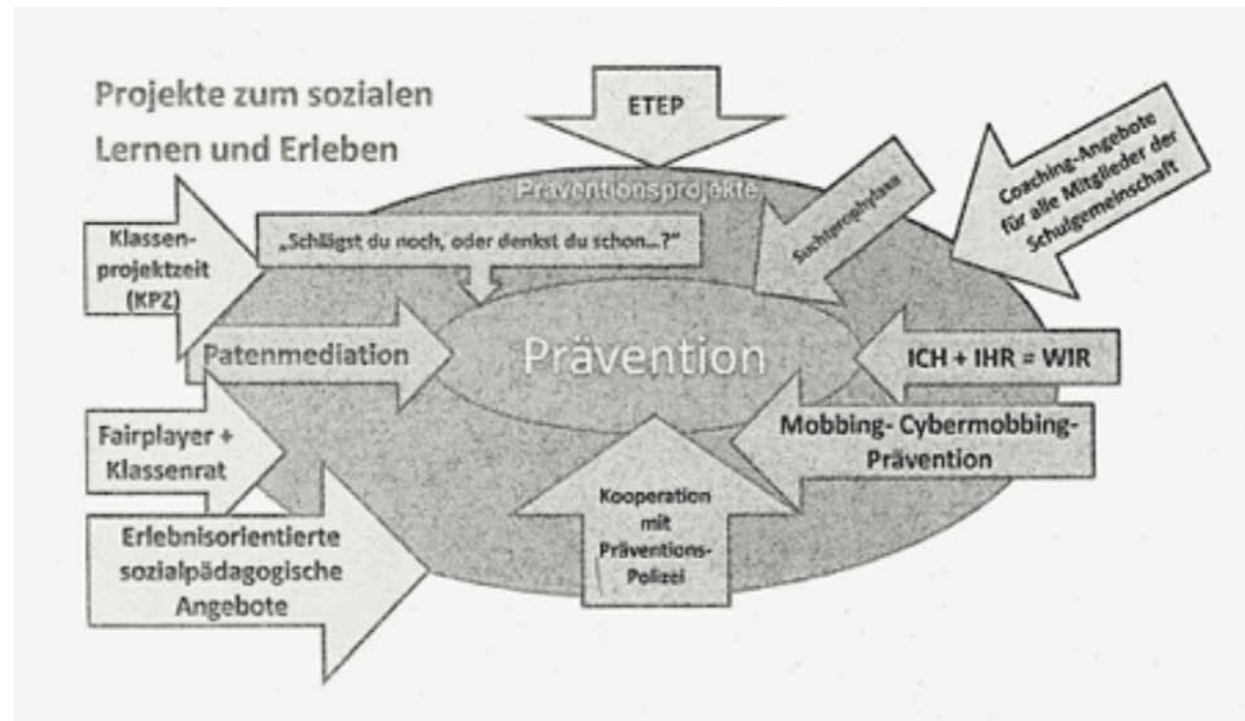 Projekte zum sozialen
Lernen und Erleben
ETEP
Coaching-Angebote
für alle Mitglieder der
Schulgemeinschaft
Präventionsprojekte
Suchtprophylaxe
Klassen-
projektzeit
(KPZ)
„Schlägst du noch, oder denkst du schon...?“
Patenmediation
Prävention
ICH + IHR = WIR
Fairplayer +
Klassenrat
Mobbing- Cybermobbing-
Prävention
Erlebnisorientierte
sozialpädagogische
Angebote
Kooperation
mit
Präventions-
Polizei